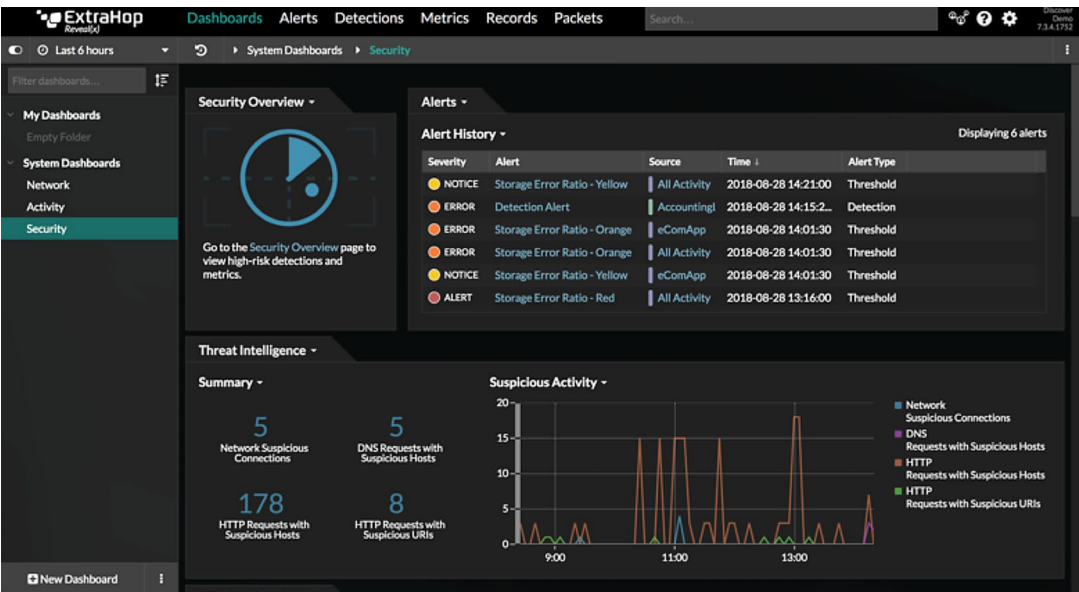 ExtraHop
Reveal(x)
Dashboards Alerts Detections Metrics Records Packets
Search...
Discover
Demo
7.3.4.1752
Last 6 hours
System Dashboards Security
Filter dashboards...
My Dashboards
Empty Folder
System Dashboards
Network
Activity
Security
New Dashboard
Security Overview
Go to the Security Overview page to
view high-risk detections and
metrics.
Alerts
Alert History
Displaying 6 alerts
Severity Alert Source Time ↓ Alert Type
NOTICE Storage Error Ratio - Yellow All Activity 2018-08-28 14:21:00 Threshold
ERROR Detection Alert Accountingl 2018-08-28 14:15:2... Detection
ERROR Storage Error Ratio - Orange eComApp 2018-08-28 14:01:30 Threshold
ERROR Storage Error Ratio - Orange All Activity 2018-08-28 14:01:30 Threshold
NOTICE Storage Error Ratio - Yellow eComApp 2018-08-28 14:01:30 Threshold
ALERT Storage Error Ratio - Red All Activity 2018-08-28 13:16:00 Threshold
Threat Intelligence
Summary
5
Network Suspicious
Connections
5
DNS Requests with
Suspicious Hosts
178
HTTP Requests with
Suspicious Hosts
8
HTTP Requests with
Suspicious URIs
Suspicious Activity
20
15
10
5
0
9:00 11:00 13:00
Network
Suspicious Connections
DNS
Requests with Suspicious Hosts
HTTP
Requests with Suspicious Hosts
HTTP
Requests with Suspicious URIs